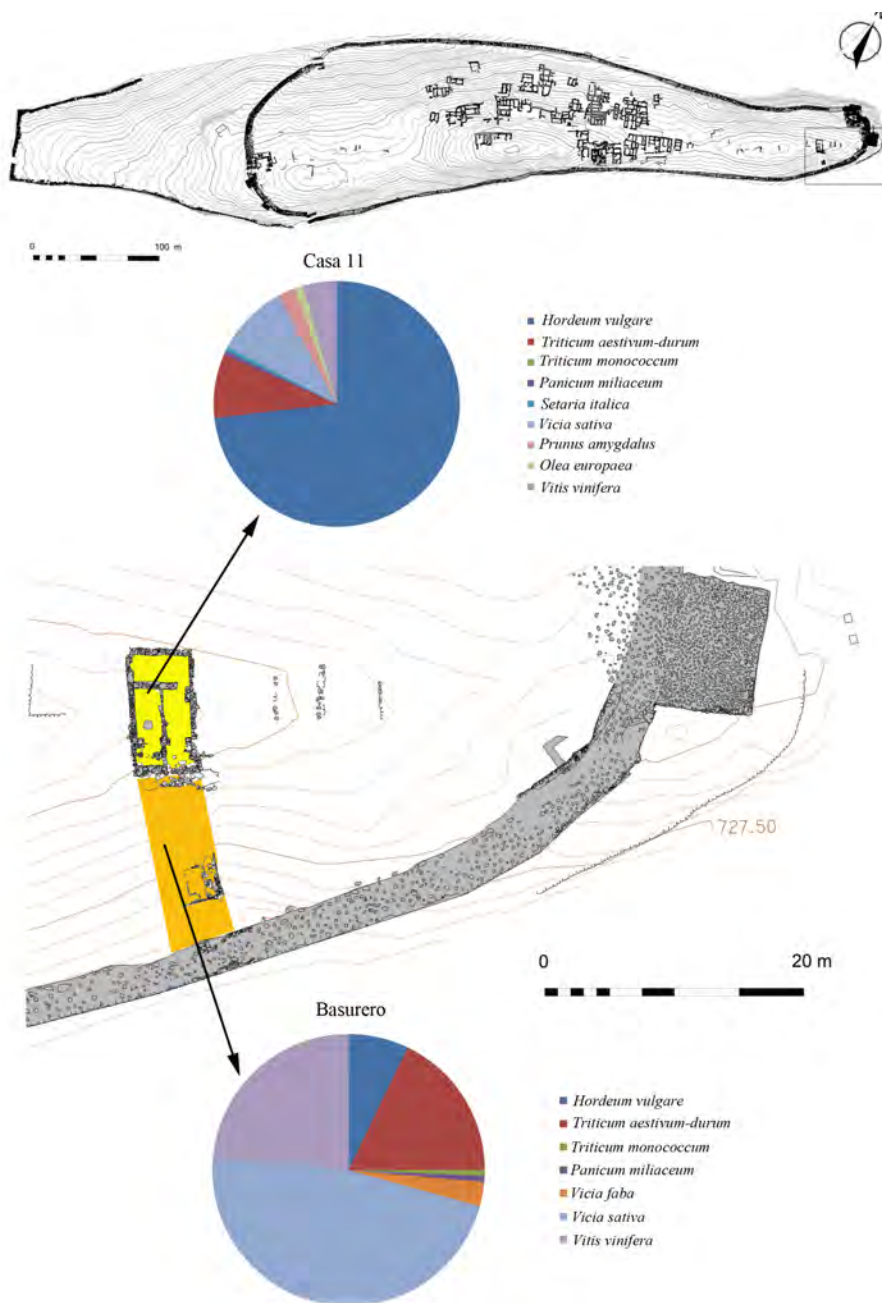 0 100 m
Casa 11
Hordeum vulgare
Triticum aestivum-durum
Triticum monococcum
Panicum miliaceum
Setaria italica
Vicia sativa
Prunus amygdalus
Olea europaea
Vitis vinifera
727.50
0 20 m
Basurero
Hordeum vulgare
Triticum aestivum-durum
Triticum monococcum
Panicum miliaceum
Vicia faba
Vicia sativa
Vitis vinifera